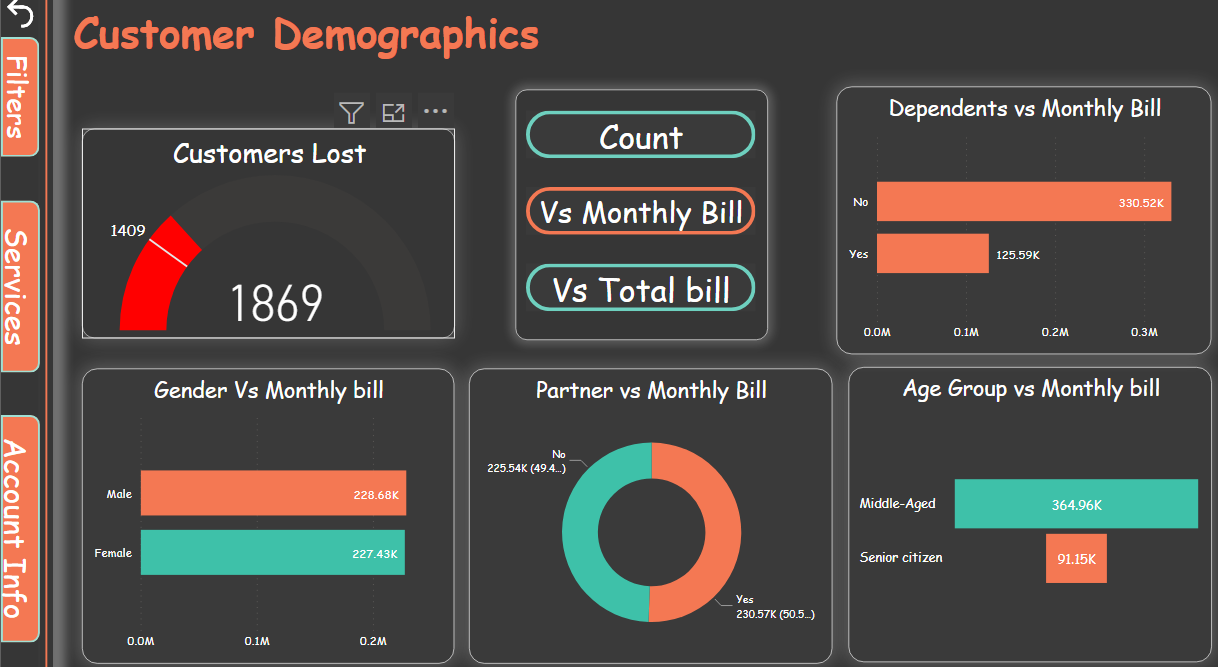 Customer Demographics
Filters
Services
Account Info
Customers Lost
1409
1869
Count
Vs Monthly Bill
Vs Total bill
Dependents vs Monthly Bill
No
330.52K
Yes
125.59K
0.0M 0.1M 0.2M 0.3M
Gender Vs Monthly bill
Male
228.68K
Female
227.43K
0.0M 0.1M 0.2M
Partner vs Monthly Bill
No
225.54K (49.4...)
Yes
230.57K (50.5...)
Age Group vs Monthly bill
Middle-Aged
364.96K
Senior citizen
91.15K